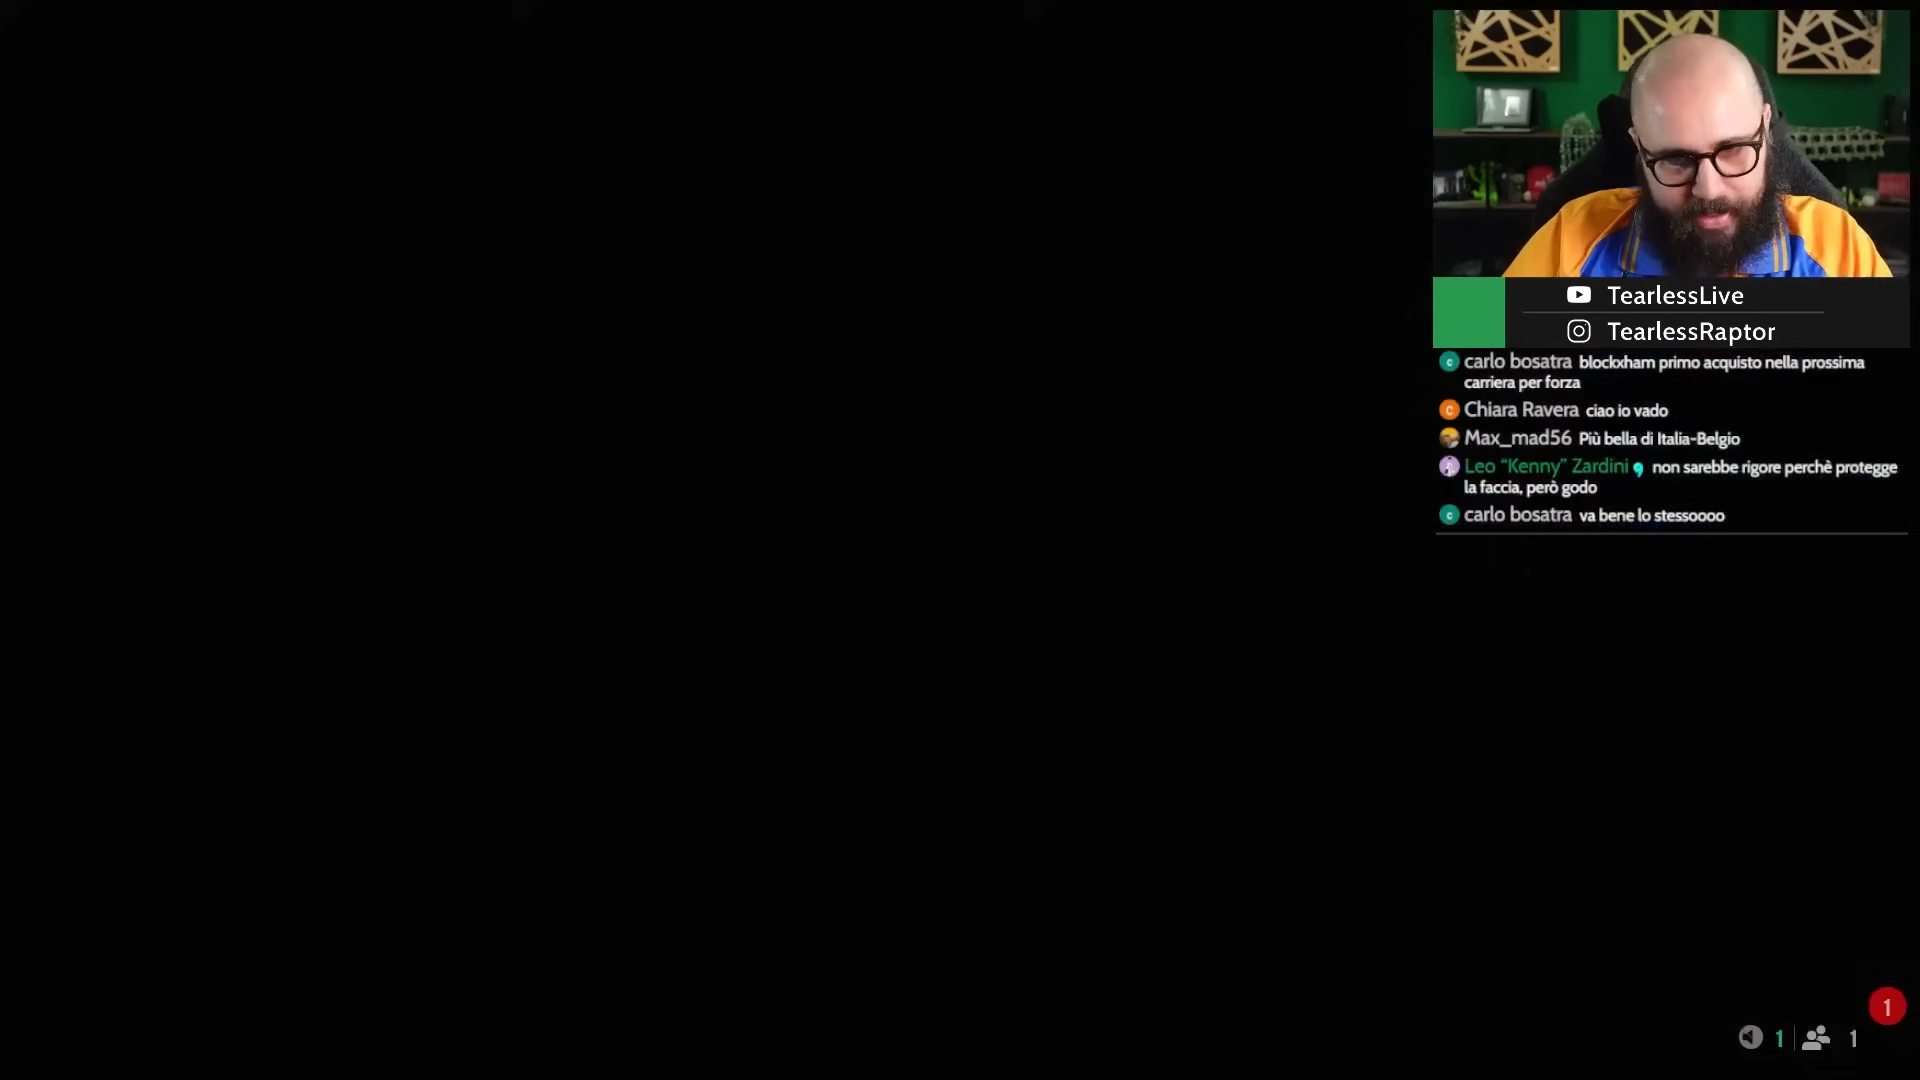 TearlessLive
TearlessRaptor
c carlo bosatra blockxham primo acquisto nella prossima
carriera per forza
C Chiara Ravera ciao io vado
Max_mad56 Più bella di Italia-Belgio
Leo “Kenny” Zardini non sarebbe rigore perchè protegge
la faccia, però godo
c carlo bosatra va bene lo stessoooo
1
1 1